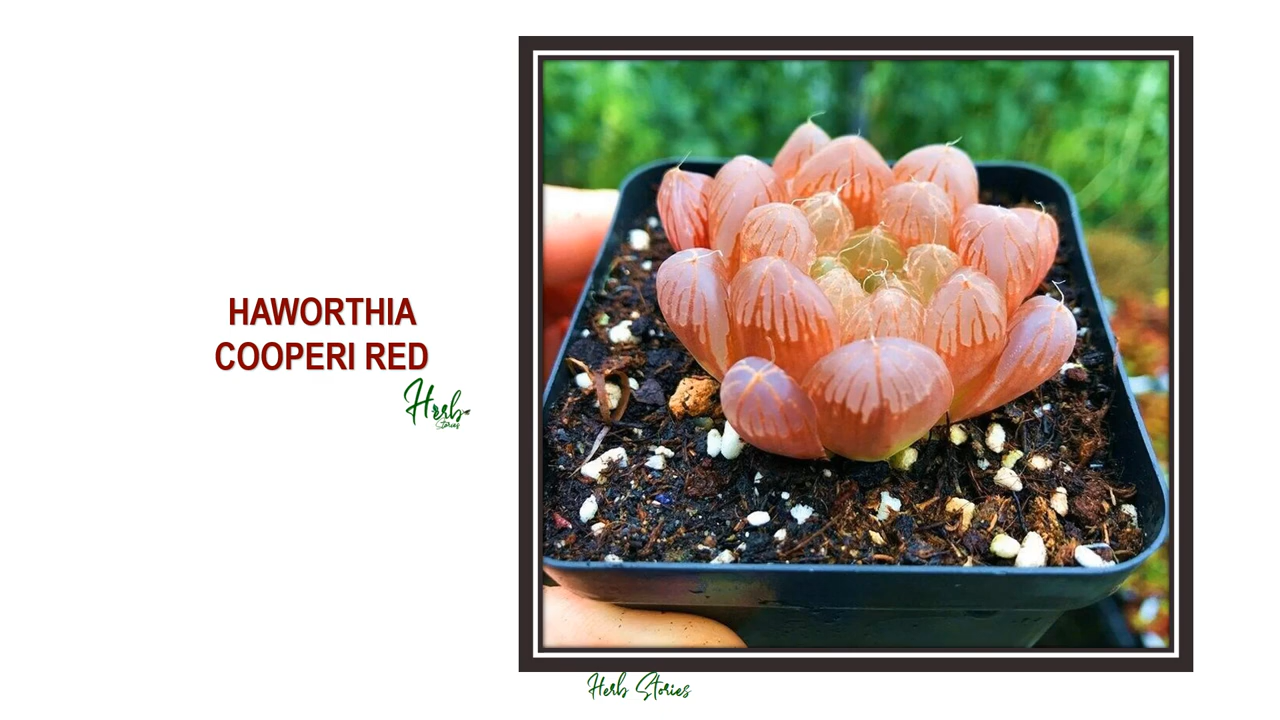 HAWORTHIA
COOPERI RED
Herb
Stories
Herb Stories